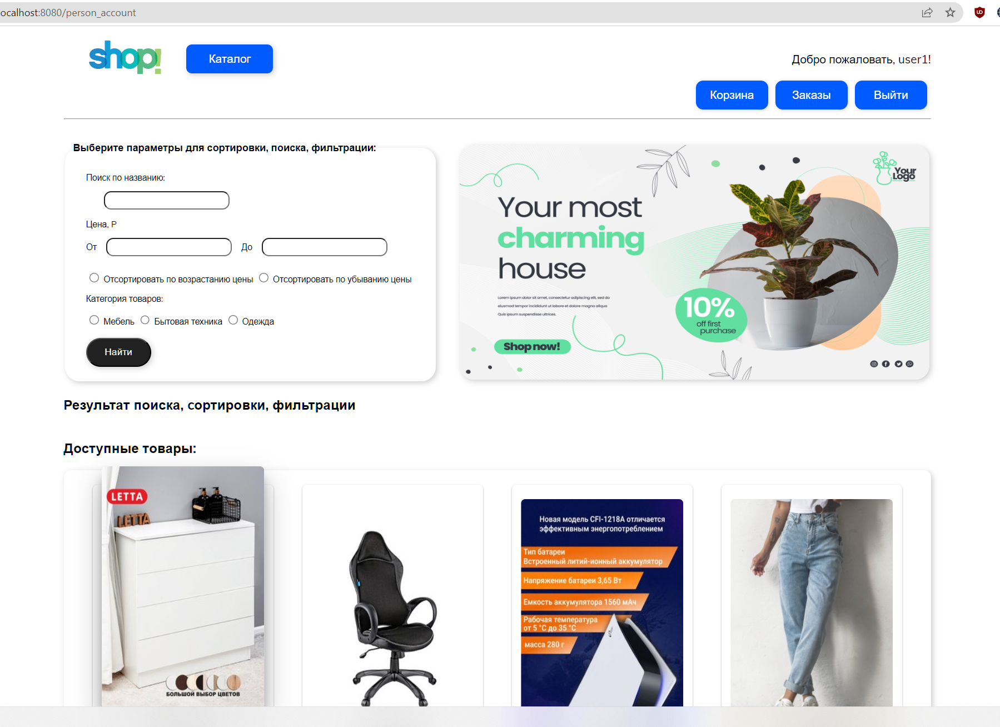 ocalhost:8080/person_account
shop!
Каталог
Добро пожаловать, user1!
Корзина
Заказы
Выйти
Выберите параметры для сортировки, поиска, фильтрации:
Поиск по названию:
Цена, Р
От
До
Отсортировать по возрастанию цены
Отсортировать по убыванию цены
Категория товаров:
Мебель
Бытовая техника
Одежда
Найти
Your
Logo
Your most
charming
house
Lorem ipsum dolor sit amet, consectetur adipiscing elit, sed do
eiusmod tempor incididunt ut labore et dolore magna aliqua
Quis ipsum suspendisse ultrices.
10%
off first
purchase
Shop now!
Результат поиска, сортировки, фильтрации
Доступные товары:
LETTA
LETTA
БОЛЬШОЙ ВЫБОР ЦВЕТОВ
Новая модель CFI-1218A отличается
эффективным энергопотреблением
Тип батареи
Встроенный литий-ионный аккумулятор
Напряжение батареи 3,65 Вт
Емкость аккумулятора 1560 мАч
Рабочая температура
от 5 °C до 35 °C
масса 280 г